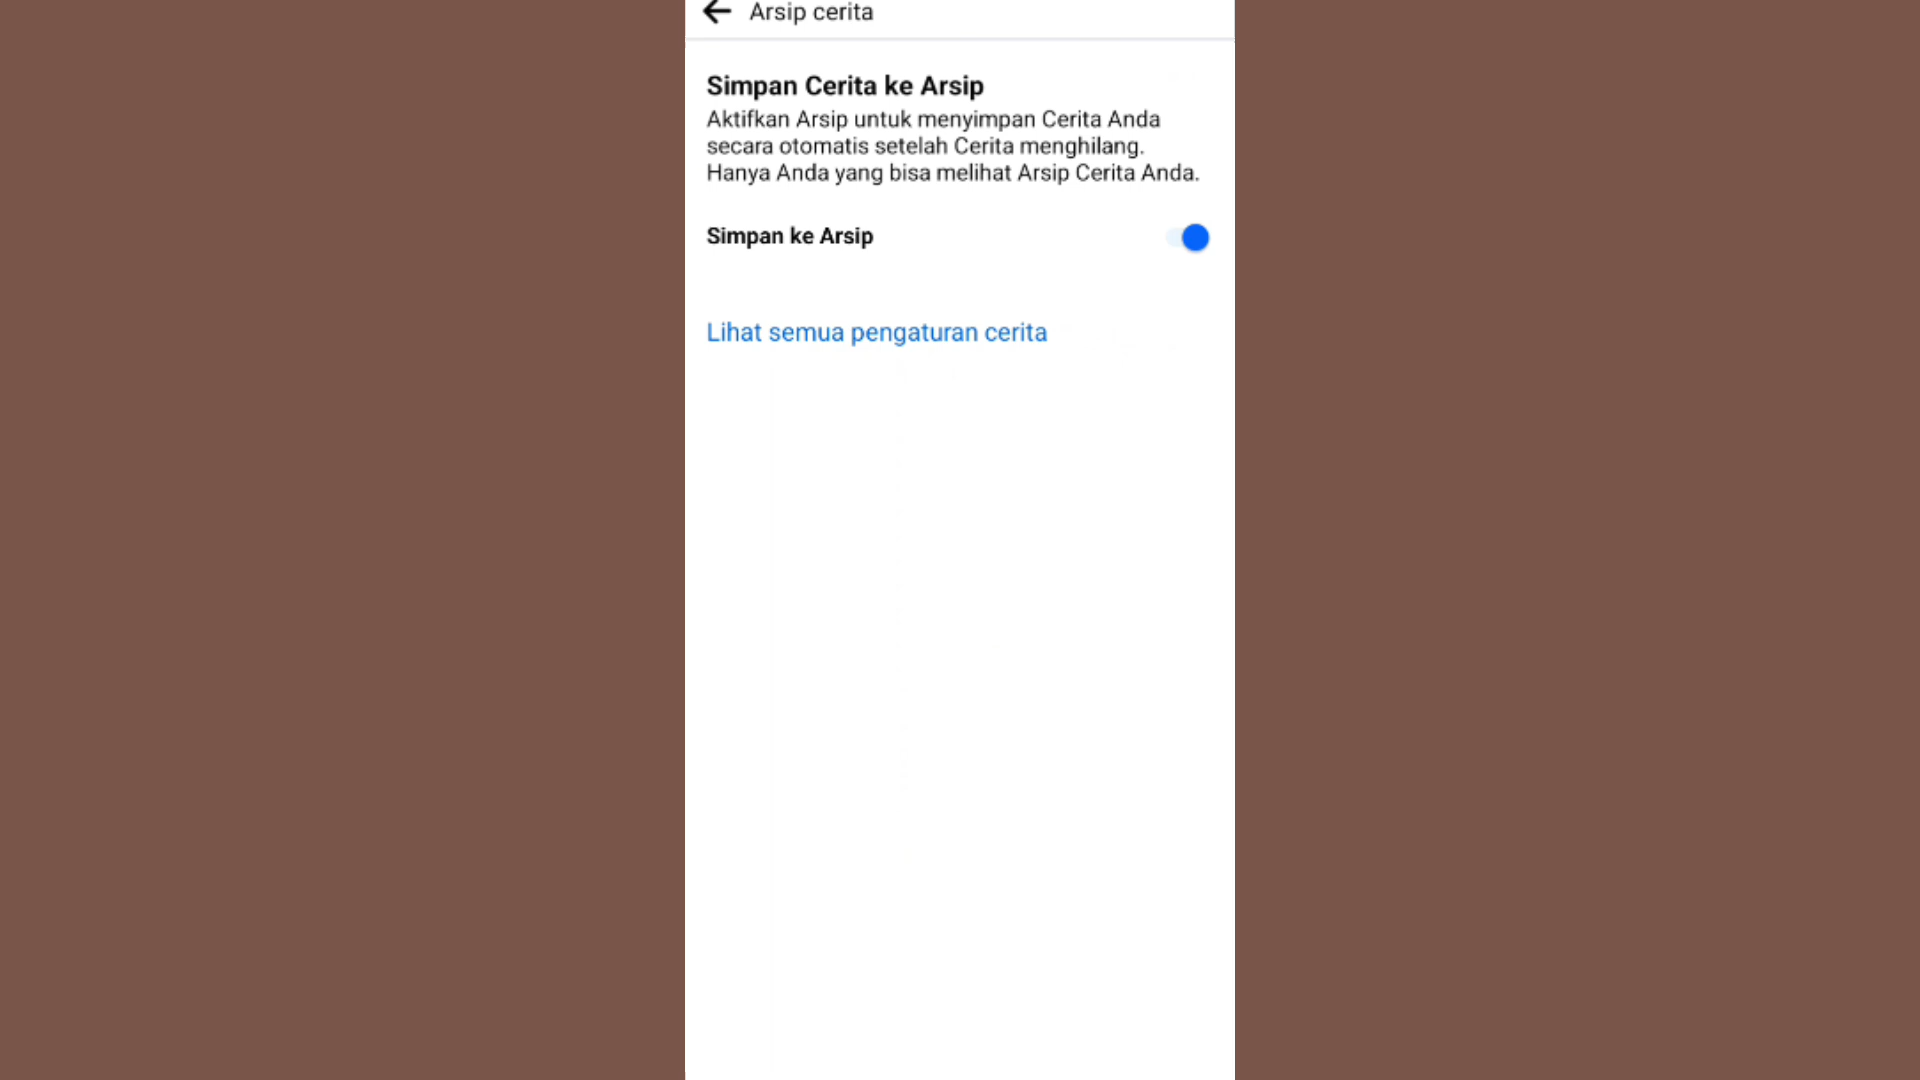 Arsip cerita
Simpan Cerita ke Arsip
Aktifkan Arsip untuk menyimpan Cerita Anda
secara otomatis setelah Cerita menghilang.
Hanya Anda yang bisa melihat Arsip Cerita Anda.
Simpan ke Arsip
Lihat semua pengaturan cerita